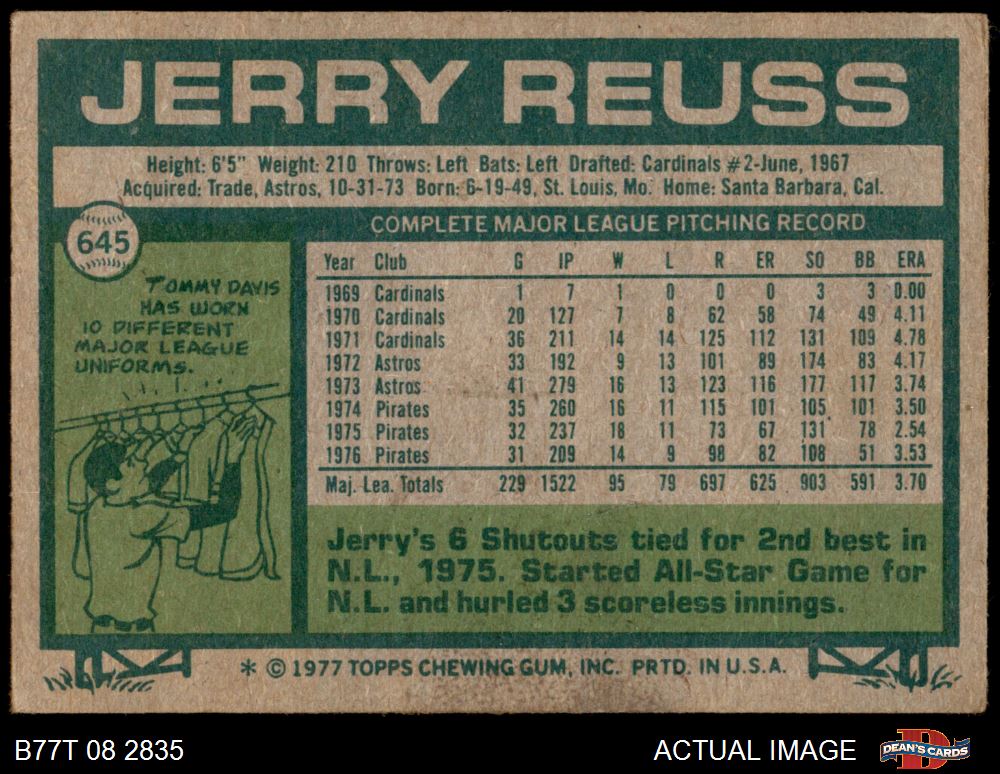 JERRY REUSS
Height: 6'5" Weight: 210 Throws: Left Bats: Left Drafted: Cardinals #2-June, 1967
Acquired: Trade, Astros, 10-31-73 Born: 6-19-49, St. Louis, Mo. Home: Santa Barbara, Cal.
645
COMPLETE MAJOR LEAGUE PITCHING RECORD
TOMMY DAVIS
HAS WORN
10 DIFFERENT
MAJOR LEAGUE
UNIFORMS.
Year Club G IP W L R ER SO BB ERA
1969 Cardinals 1 7 1 0 0 0 3 3 0.00
1970 Cardinals 20 127 7 8 62 58 74 49 4.11
1971 Cardinals 36 211 14 14 125 112 131 109 4.78
1972 Astros 33 192 9 13 101 89 174 83 4.17
1973 Astros 41 279 16 13 123 116 177 117 3.74
1974 Pirates 35 260 16 11 115 101 105 101 3.50
1975 Pirates 32 237 18 11 73 67 131 78 2.54
1976 Pirates 31 209 14 9 98 82 108 51 3.53
Maj. Lea. Totals 229 1522 95 79 697 625 903 591 3.70
Jerry's 6 Shutouts tied for 2nd best in
N.L., 1975. Started All-Star Game for
N.L. and hurled 3 scoreless innings.
* © 1977 TOPPS CHEWING GUM, INC. PRTD. IN U.S.A.
B77T 08 2835
ACTUAL IMAGE
DEAN'S CARDS